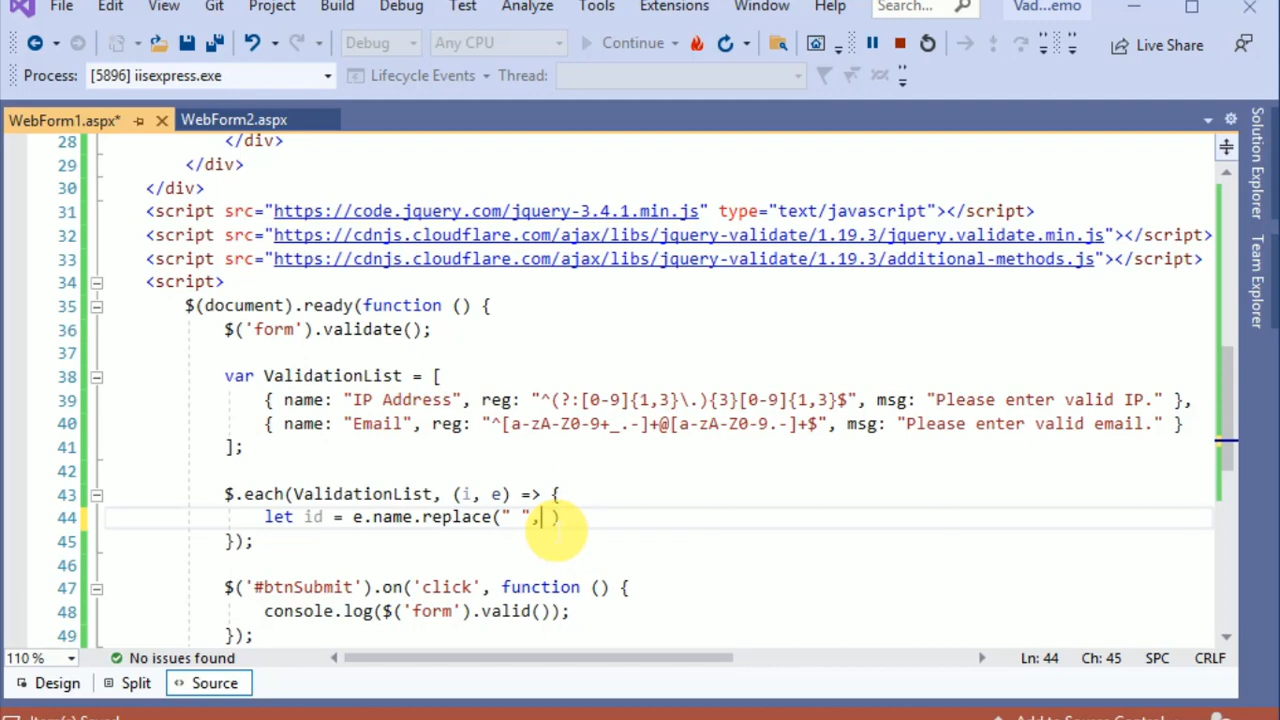 File Edit View Git Project Build Debug Test Analyze Tools Extensions Window Help Search... Vad...emo
Debug Any CPU Continue Live Share
Process: [5896] iisexpress.exe Lifecycle Events Thread:
WebForm1.aspx* WebForm2.aspx
28 </div>
29 </div>
30 </div>
31 <script src="https://code.jquery.com/jquery-3.4.1.min.js" type="text/javascript"></script>
32 <script src="https://cdnjs.cloudflare.com/ajax/libs/jquery-validate/1.19.3/jquery.validate.min.js"></script>
33 <script src="https://cdnjs.cloudflare.com/ajax/libs/jquery-validate/1.19.3/additional-methods.js"></script>
34 <script>
35 $(document).ready(function () {
36 $('form').validate();
37
38 var ValidationList = [
39 { name: "IP Address", reg: "^(?:[0-9]{1,3}\.){3}[0-9]{1,3}$", msg: "Please enter valid IP." },
40 { name: "Email", reg: "^[a-zA-Z0-9+_.-]+@[a-zA-Z0-9.-]+$", msg: "Please enter valid email." }
41 ];
42
43 $.each(ValidationList, (i, e) => {
44 let id = e.name.replace(" ", )
45 });
46
47 $('#btnSubmit').on('click', function () {
48 console.log($('form').valid());
49 });
110 % No issues found Ln: 44 Ch: 45 SPC CRLF
Design Split Source
Solution Explorer
Team Explorer